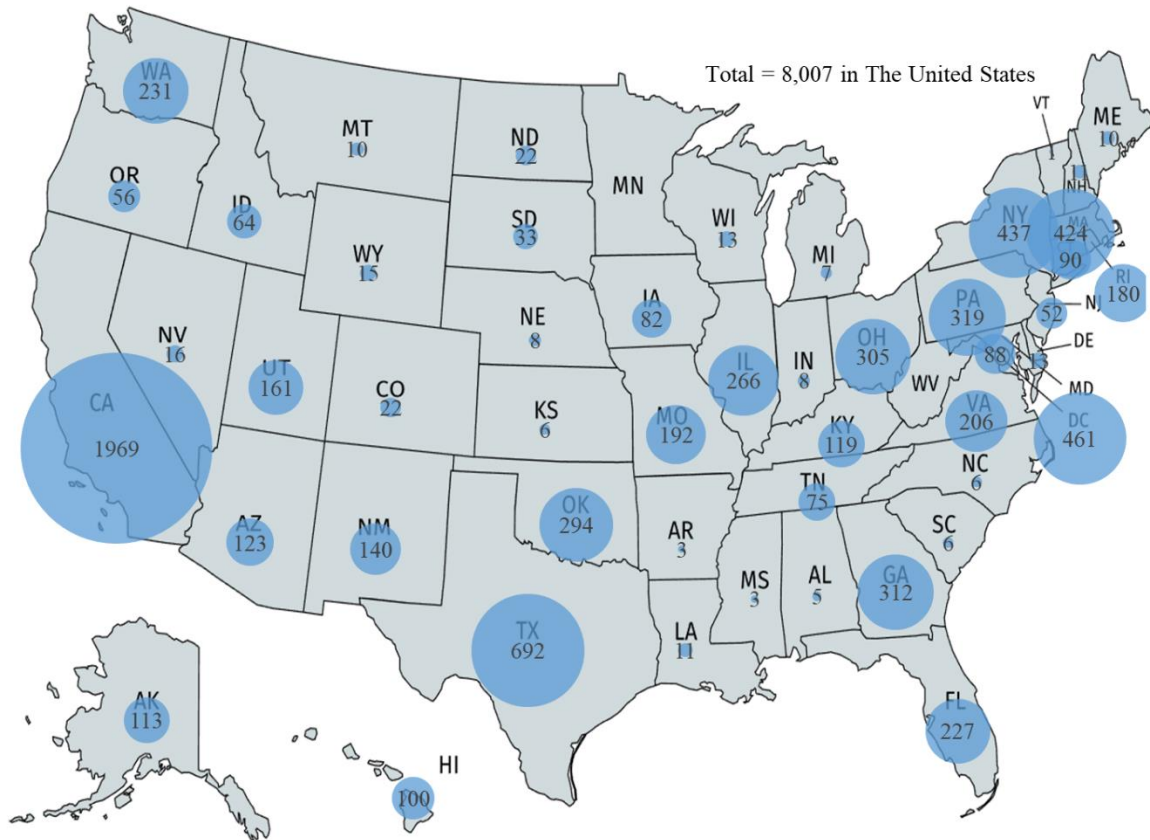 Total = 8,007 in The United States
WA
231
MT
10
ND
22
MN
VT
1
ME
10
OR
56
ID
64
SD
33
WI
13
MI
7
NH
NY
437
MA
424
90
RI
180
WY
15
IA
82
NE
8
PA
319
NJ
52
NV
16
UT
161
CO
22
IL
266
IN
8
OH
305
WV
88
DE
13
MD
CA
1969
KS
6
MO
192
KY
119
VA
206
DC
461
AZ
123
NM
140
OK
294
AR
3
TN
75
NC
6
SC
6
MS
3
AL
5
GA
312
TX
692
LA
11
FL
227
AK
113
HI
100